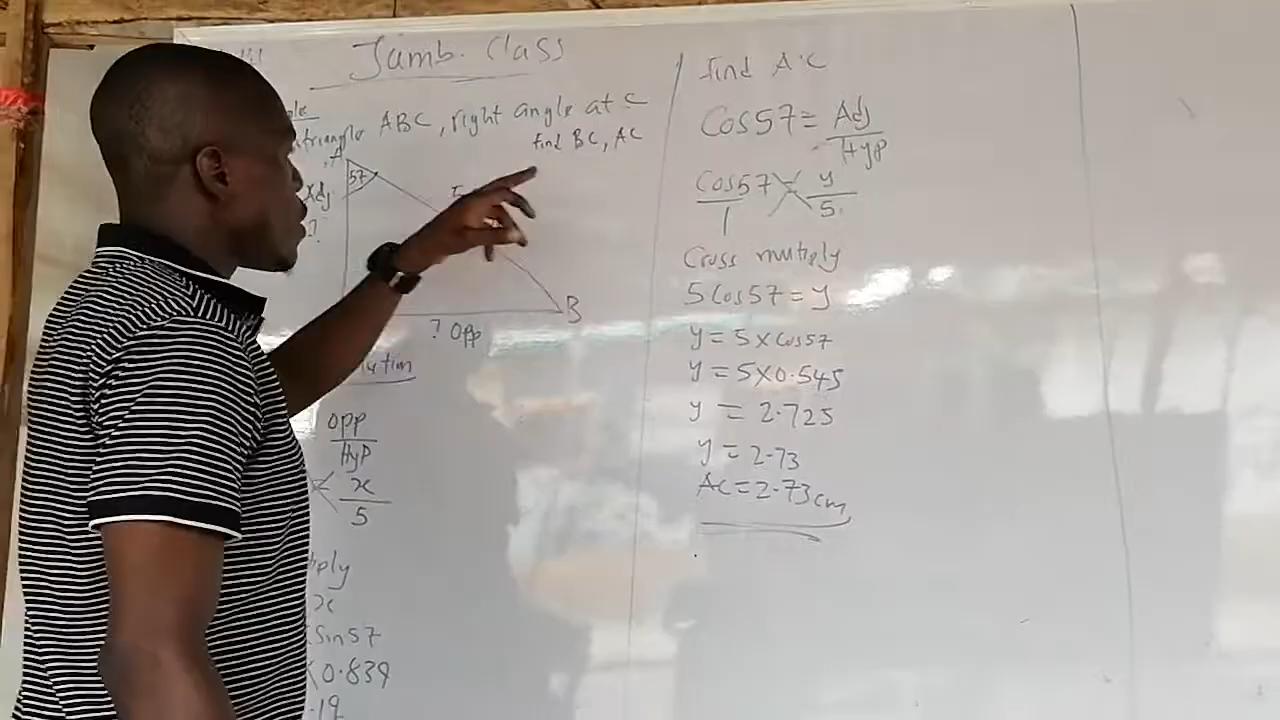 Jamb. Class
triangle ABC, right angle at C
find BC, AC
A
57
Adj
?
B
? Opp
opp
Hyp
x
5
x
Sin57
0.839
.19
find AC
Cos57 = Adj
Hyp
Cos57 = y
1 5
Cross multiply
5Cos57 = y
y = 5 x Cos57
y = 5 x 0.545
y = 2.725
y = 2.73
AC = 2.73cm